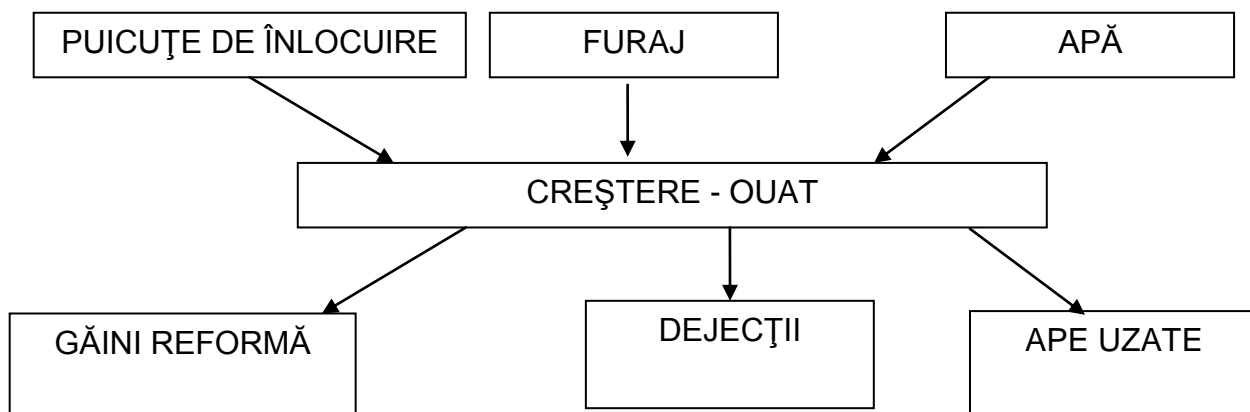 PUICUŢE DE ÎNLOCUIRE
FURAJ
APĂ
CREŞTERE - OUAT
GĂINI REFORMĂ
DEJECŢII
APE UZATE